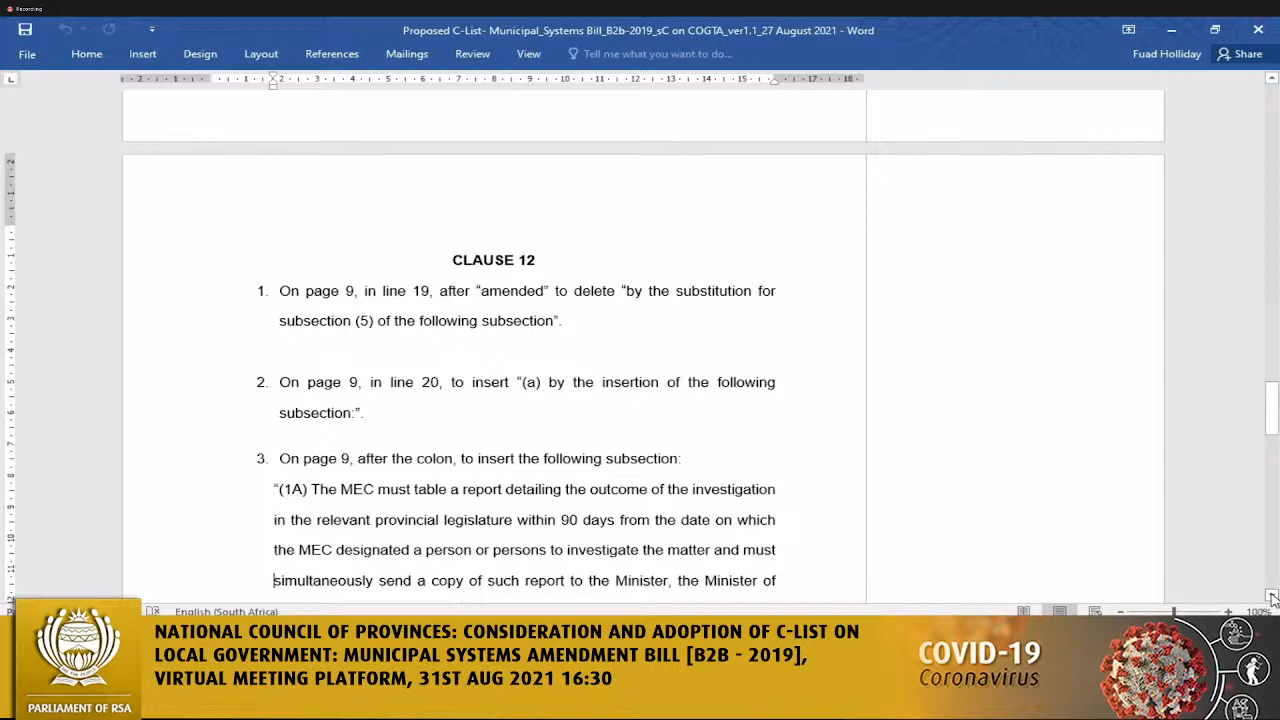 Recording
Proposed C-List- Municipal_Systems Bill_B2b-2019_sC on COGTA_ver1.1_27 August 2021 - Word
File Home Insert Design Layout References Mailings Review View Tell me what you want to do... Fuad Holliday Share
CLAUSE 12
1. On page 9, in line 19, after “amended” to delete “by the substitution for
subsection (5) of the following subsection”.
2. On page 9, in line 20, to insert “(a) by the insertion of the following
subsection:”.
3. On page 9, after the colon, to insert the following subsection:
“(1A) The MEC must table a report detailing the outcome of the investigation
in the relevant provincial legislature within 90 days from the date on which
the MEC designated a person or persons to investigate the matter and must
simultaneously send a copy of such report to the Minister, the Minister of
English (South Africa) 100%
NATIONAL COUNCIL OF PROVINCES: CONSIDERATION AND ADOPTION OF C-LIST ON
LOCAL GOVERNMENT: MUNICIPAL SYSTEMS AMENDMENT BILL [B2B - 2019],
VIRTUAL MEETING PLATFORM, 31ST AUG 2021 16:30
PARLIAMENT OF RSA
COVID-19
Coronavirus